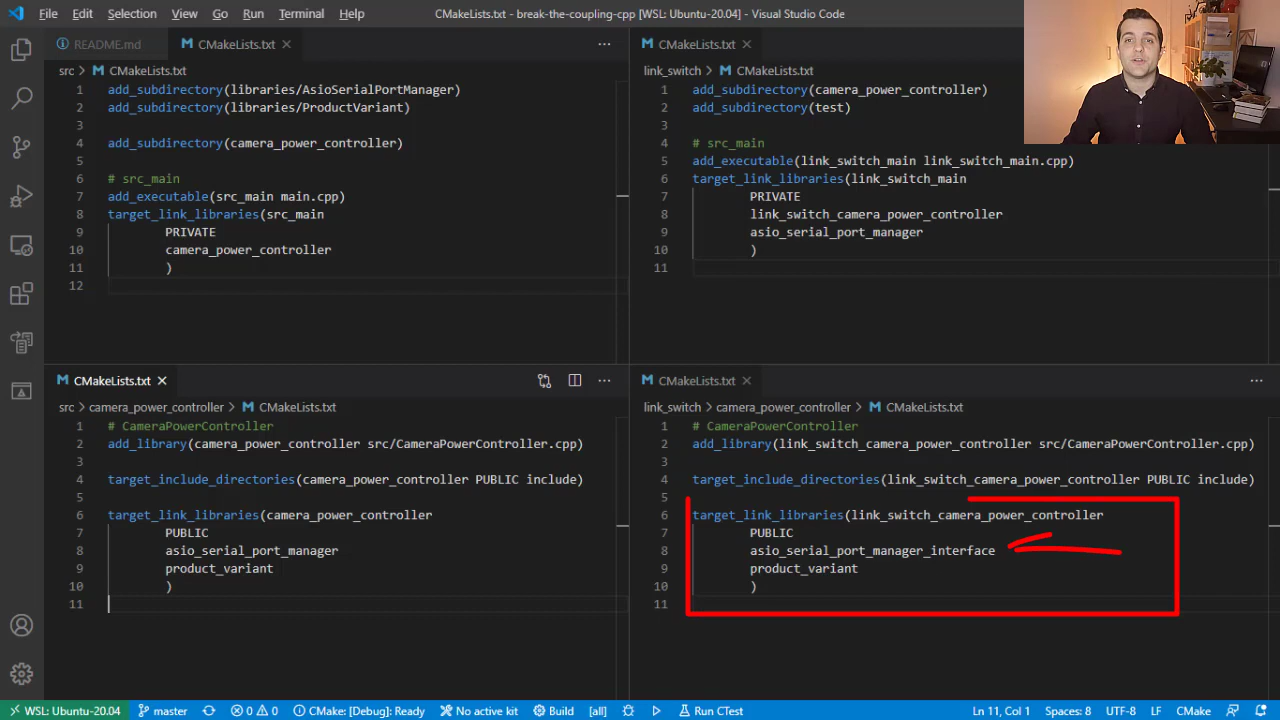 File Edit Selection View Go Run Terminal Help CMakeLists.txt - break-the-coupling-cpp [WSL: Ubuntu-20.04] - Visual Studio Code
README.md CMakeLists.txt
src > CMakeLists.txt
1 add_subdirectory(libraries/AsioSerialPortManager)
2 add_subdirectory(libraries/ProductVariant)
3
4 add_subdirectory(camera_power_controller)
5
6 # src_main
7 add_executable(src_main main.cpp)
8 target_link_libraries(src_main
9 PRIVATE
10 camera_power_controller
11 )
12
CMakeLists.txt
link_switch > CMakeLists.txt
1 add_subdirectory(camera_power_controller)
2 add_subdirectory(test)
3
4 # src_main
5 add_executable(link_switch_main link_switch_main.cpp)
6 target_link_libraries(link_switch_main
7 PRIVATE
8 link_switch_camera_power_controller
9 asio_serial_port_manager
10 )
11
CMakeLists.txt
src > camera_power_controller > CMakeLists.txt
1 # CameraPowerController
2 add_library(camera_power_controller src/CameraPowerController.cpp)
3
4 target_include_directories(camera_power_controller PUBLIC include)
5
6 target_link_libraries(camera_power_controller
7 PUBLIC
8 asio_serial_port_manager
9 product_variant
10 )
11
CMakeLists.txt
link_switch > camera_power_controller > CMakeLists.txt
1 # CameraPowerController
2 add_library(link_switch_camera_power_controller src/CameraPowerController.cpp)
3
4 target_include_directories(link_switch_camera_power_controller PUBLIC include)
5
6 target_link_libraries(link_switch_camera_power_controller
7 PUBLIC
8 asio_serial_port_manager_interface
9 product_variant
10 )
11
WSL: Ubuntu-20.04 master 0 0 CMake: [Debug]: Ready No active kit Build [all] Run CTest Ln 11, Col 1 Spaces: 8 UTF-8 LF CMake